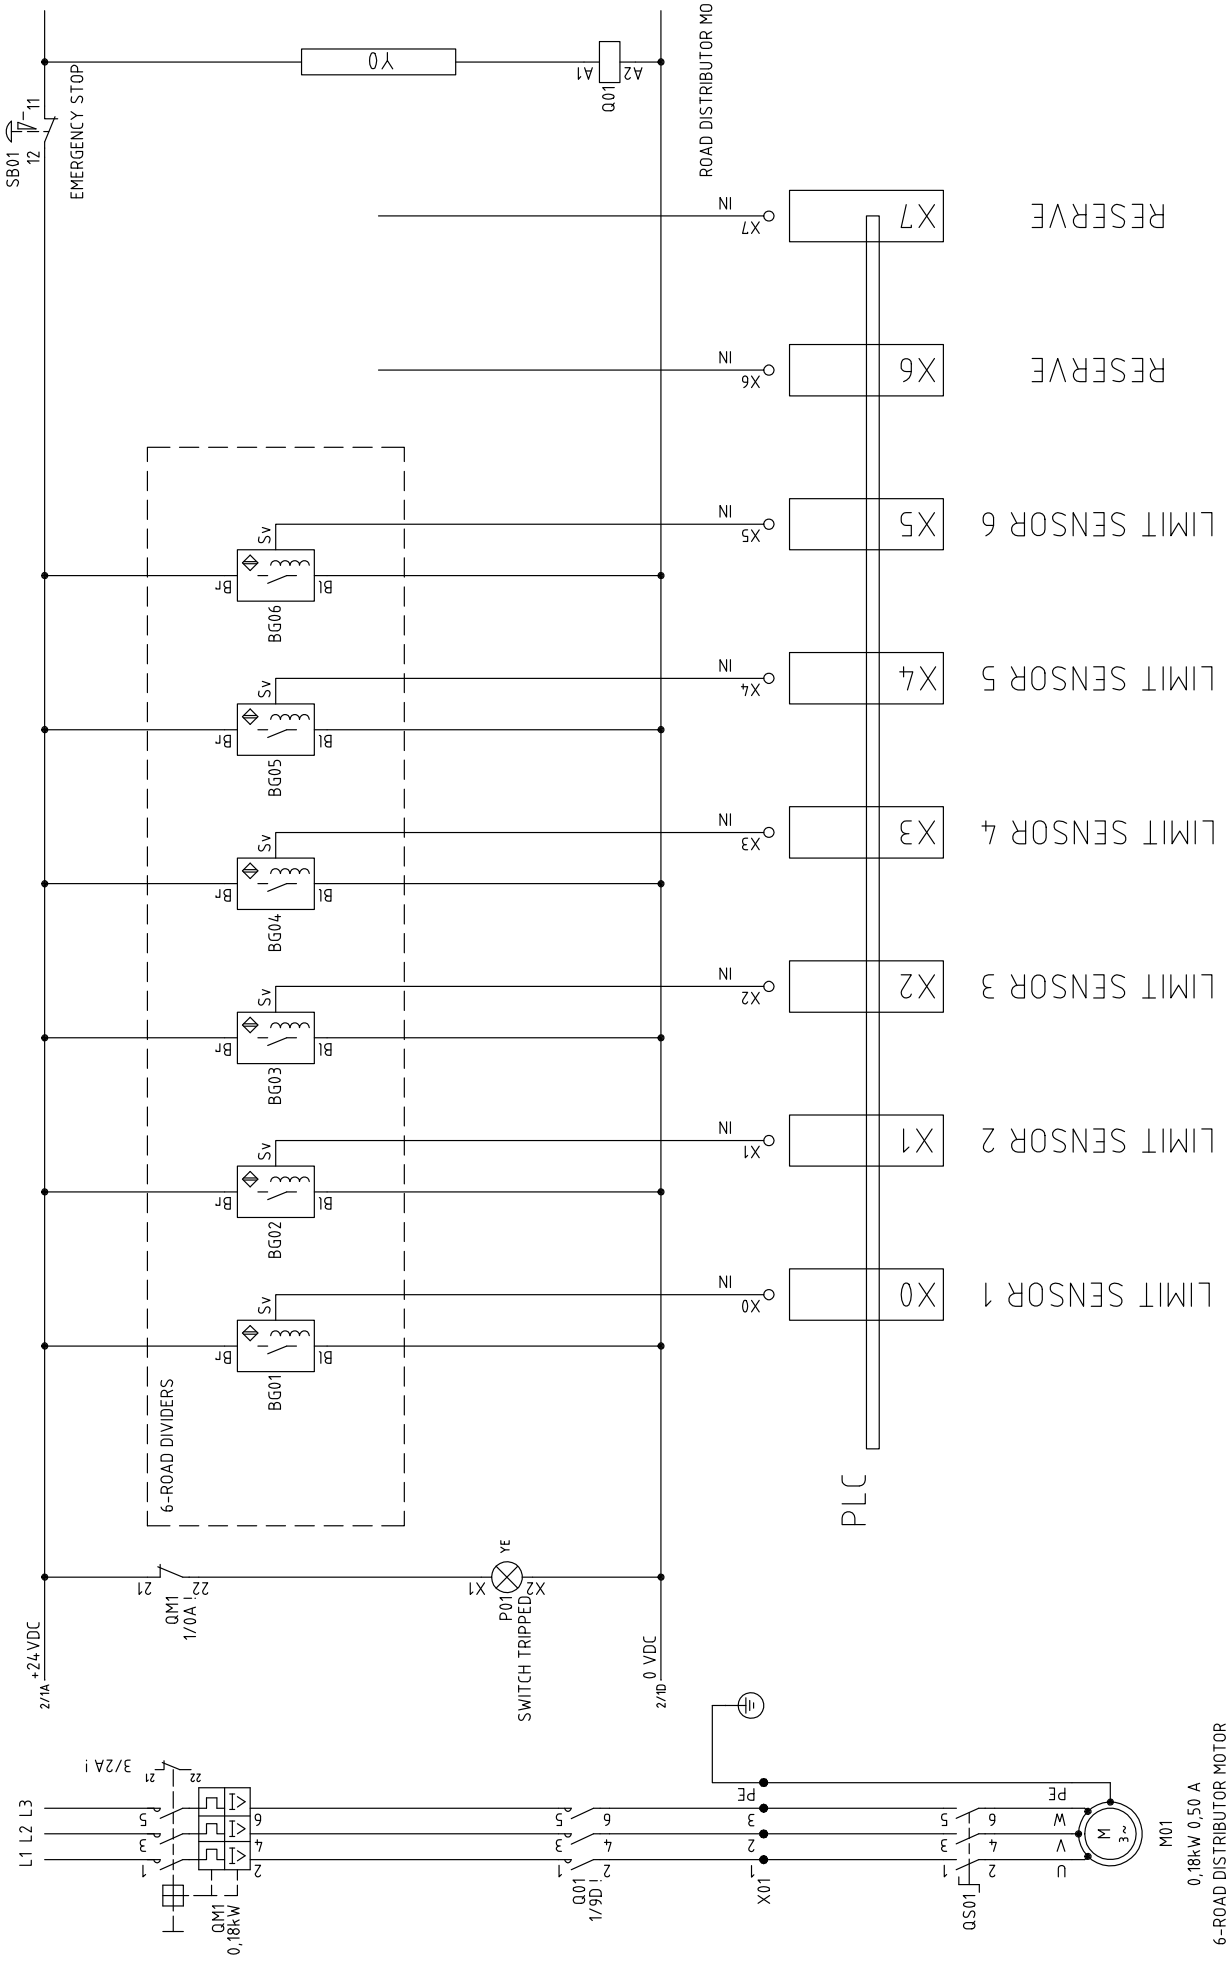 L1 L2 L3
1 3 5
21 22
3/2A !
2 4 6
I> I> I>
QM1
0,18kW
1 3 5
2 4 6
Q01
1/9D !
1 2 3 PE
X01
1 3 5
2 4 6
QS01
U V W PE
M
3~
M01
0,18kW 0,50 A
6-ROAD DISTRIBUTOR MOTOR
2/1A
+24VDC
2/1D
0 VDC
21
22
QM1
1/0A !
X1
X2
P01
YE
SWITCH TRIPPED
6-ROAD DIVIDERS
Br
Sv
Bl
BG01
Br
Sv
Bl
BG02
Br
Sv
Bl
BG03
Br
Sv
Bl
BG04
Br
Sv
Bl
BG05
Br
Sv
Bl
BG06
SB01
12
11
EMERGENCY STOP
Y0
A1
A2
Q01
ROAD DISTRIBUTOR MO
X0
IN
X1
IN
X2
IN
X3
IN
X4
IN
X5
IN
X6
IN
X7
IN
PLC
X0
X1
X2
X3
X4
X5
X6
X7
LIMIT SENSOR 1
LIMIT SENSOR 2
LIMIT SENSOR 3
LIMIT SENSOR 4
LIMIT SENSOR 5
LIMIT SENSOR 6
RESERVE
RESERVE